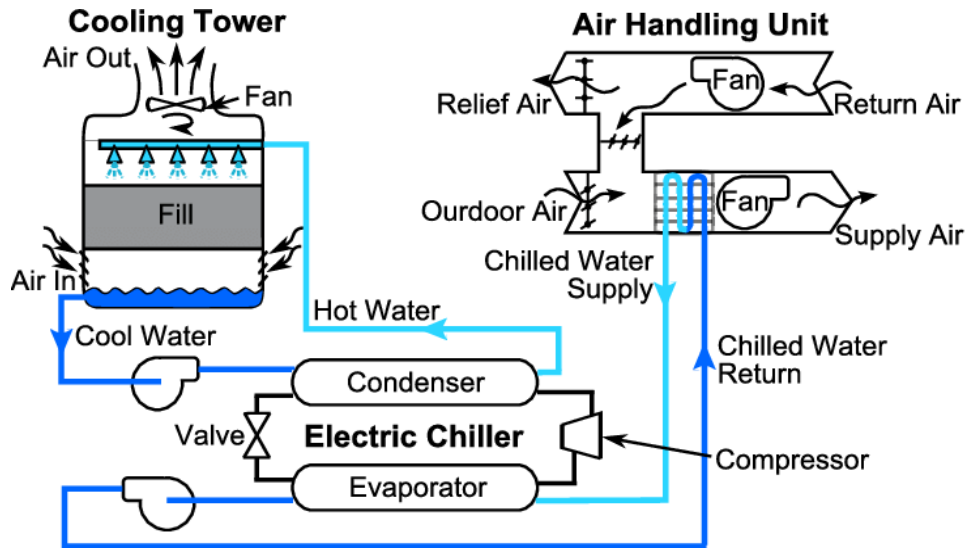 Cooling Tower
Air Out
Fan
Fill
Air In
Cool Water
Hot Water
Air Handling Unit
Fan
Relief Air
Return Air
Ourdoor Air
Fan
Supply Air
Chilled Water
Supply
Chilled Water
Return
Condenser
Valve
Electric Chiller
Compressor
Evaporator